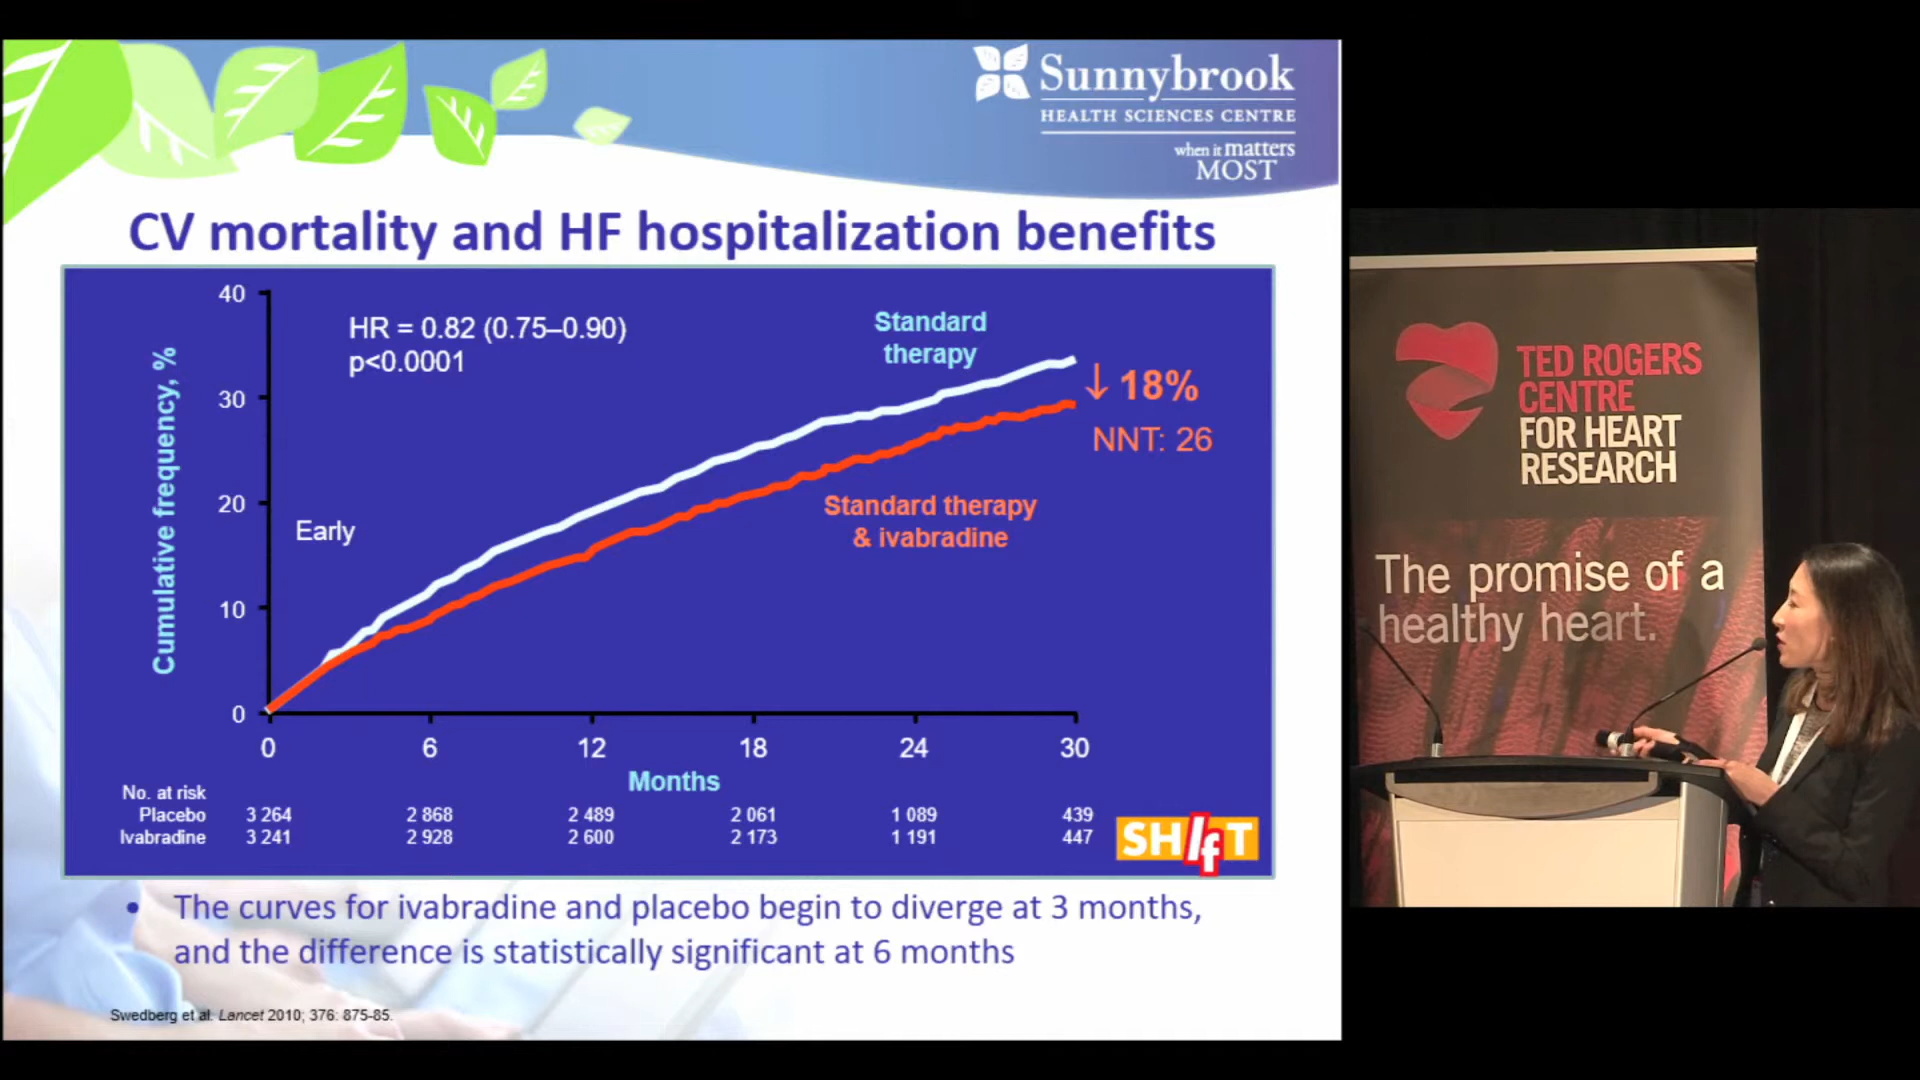 Sunnybrook
HEALTH SCIENCES CENTRE
when it matters
MOST
CV mortality and HF hospitalization benefits
40
30
20
10
0
Cumulative frequency, %
HR = 0.82 (0.75–0.90)
p<0.0001
Early
Standard
therapy
↓ 18%
NNT: 26
Standard therapy
& ivabradine
0 6 12 18 24 30
Months
No. at risk
Placebo 3 264 2 868 2 489 2 061 1 089 439
Ivabradine 3 241 2 928 2 600 2 173 1 191 447
SHIfT
• The curves for ivabradine and placebo begin to diverge at 3 months,
and the difference is statistically significant at 6 months
Swedberg et al. Lancet 2010; 376: 875-85.
TED ROGERS
CENTRE
FOR HEART
RESEARCH
The promise of a
healthy heart.